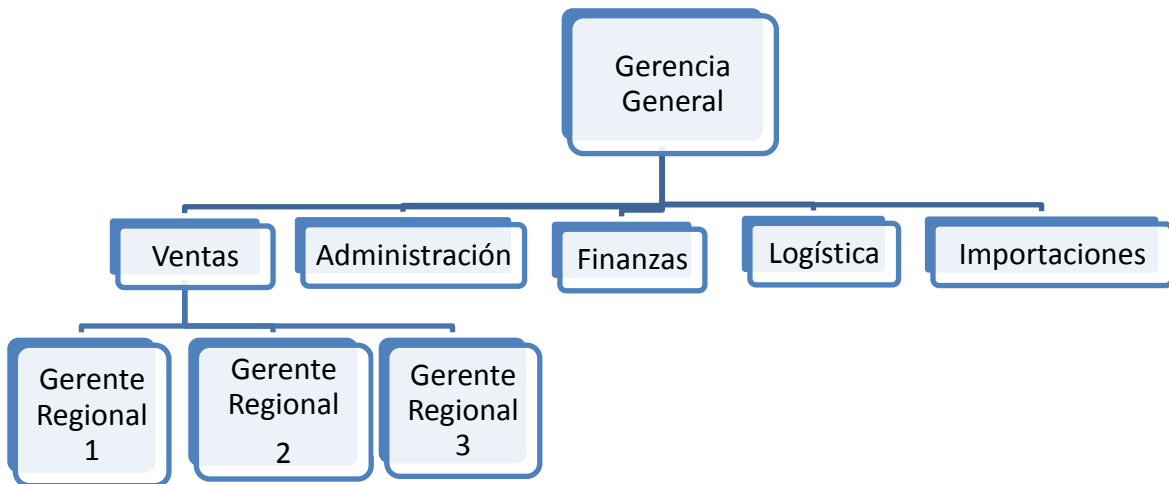 Gerencia
General
Ventas
Administración
Finanzas
Logística
Importaciones
Gerente
Regional
1
Gerente
Regional
2
Gerente
Regional
3